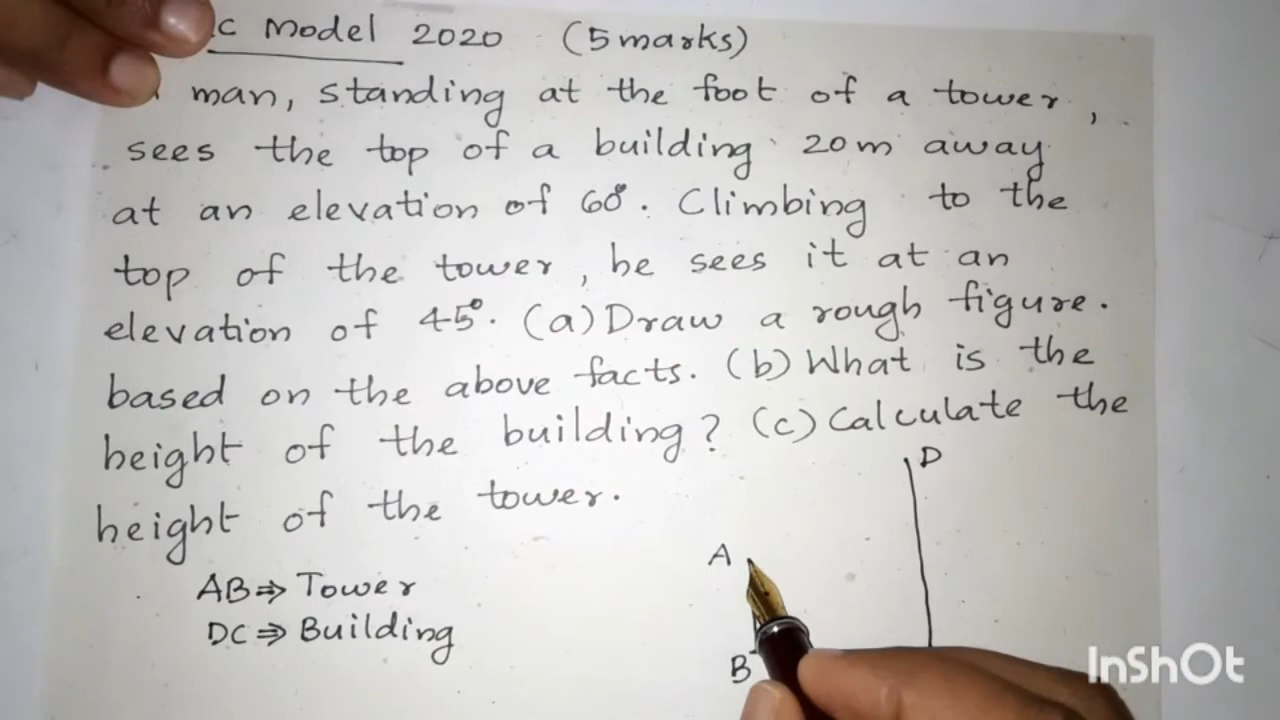 Model 2020 (5 marks)
man, standing at the foot of a tower,
sees the top of a building 20m away
at an elevation of 60°. Climbing to the
top of the tower, he sees it at an
elevation of 45°. (a) Draw a rough figure.
based on the above facts. (b) What is the
height of the building? (c) Calculate the
height of the tower.
D
A
AB ⇒ Tower
DC ⇒ Building
B
InShOt